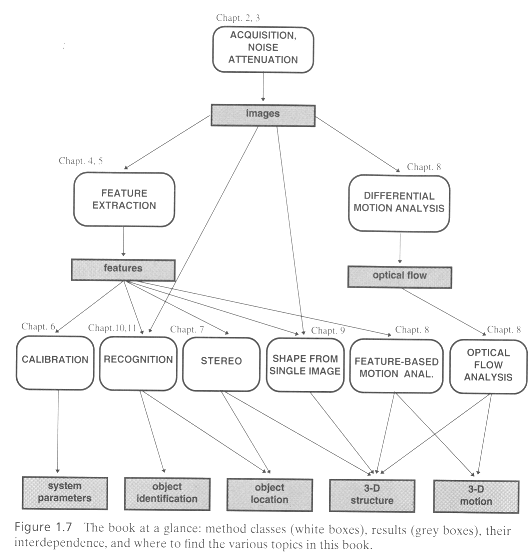 Chapt. 2, 3
ACQUISITION,
NOISE
ATTENUATION
images
Chapt. 4, 5
Chapt. 8
FEATURE
EXTRACTION
DIFFERENTIAL
MOTION ANALYSIS
features
optical flow
Chapt. 6
Chapt.10,11
Chapt. 7
Chapt. 9
Chapt. 8
Chapt. 8
CALIBRATION
RECOGNITION
STEREO
SHAPE FROM
SINGLE IMAGE
FEATURE-BASED
MOTION ANAL.
OPTICAL
FLOW
ANALYSIS
system
parameters
object
identification
object
location
3-D
structure
3-D
motion
Figure 1.7 The book at a glance: method classes (white boxes), results (grey boxes), their
interdependence, and where to find the various topics in this book.